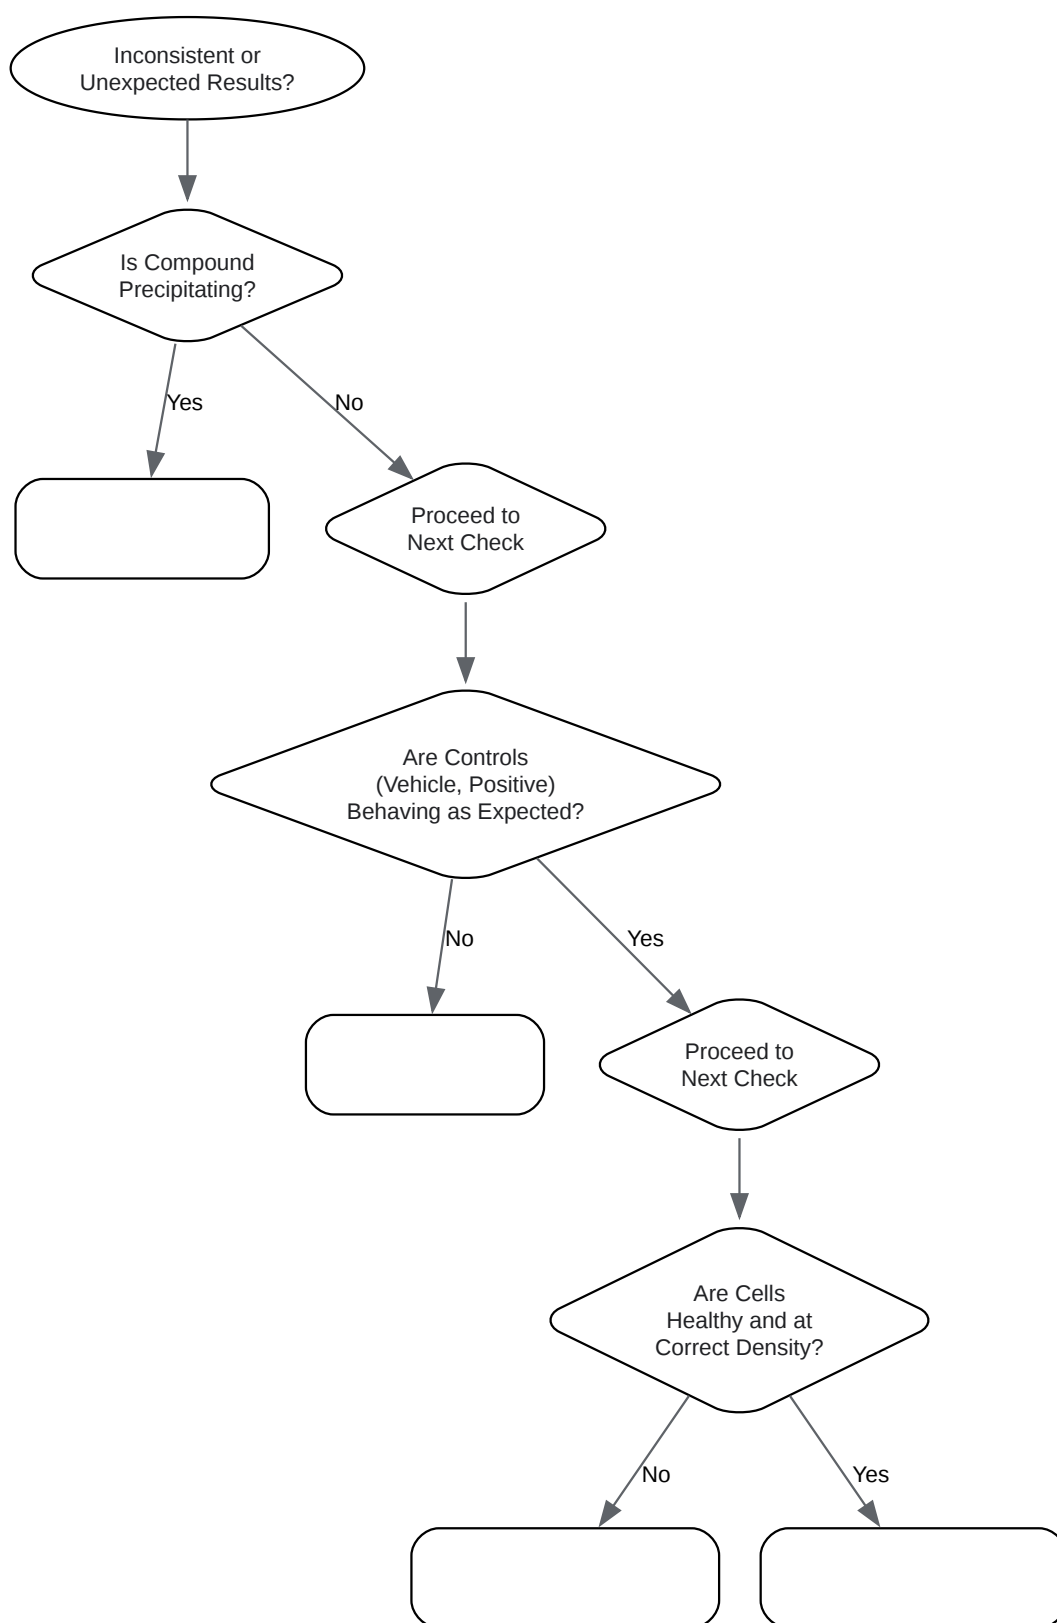 Inconsistent or
Unexpected Results?
Is Compound
Precipitating?
Yes
No
Proceed to
Next Check
Are Controls
(Vehicle, Positive)
Behaving as Expected?
No
Yes
Proceed to
Next Check
Are Cells
Healthy and at
Correct Density?
No
Yes